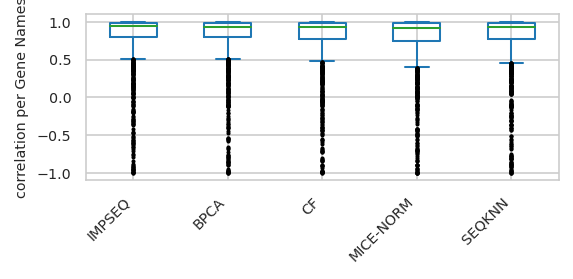 correlation per Gene Names
1.0
0.5
0.0
−0.5
−1.0
IMPSEQ
BPCA
CF
MICE-NORM
SEQKNN